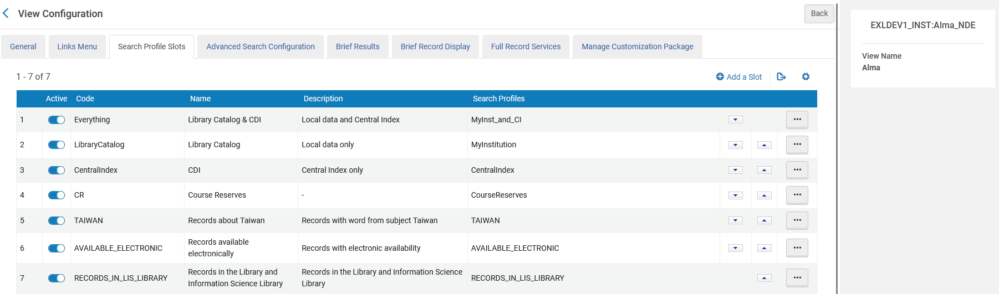 View Configuration
Back
General
Links Menu
Search Profile Slots
Advanced Search Configuration
Brief Results
Brief Record Display
Full Record Services
Manage Customization Package
1 - 7 of 7
Add a Slot
Active Code Name Description Search Profiles
1 Everything Library Catalog & CDI Local data and Central Index MyInst_and_CI
2 LibraryCatalog Library Catalog Local data only MyInstitution
3 CentralIndex CDI Central Index only CentralIndex
4 CR Course Reserves - CourseReserves
5 TAIWAN Records about Taiwan Records with word from subject Taiwan TAIWAN
6 AVAILABLE_ELECTRONIC Records available
electronically Records with electronic availability AVAILABLE_ELECTRONIC
7 RECORDS_IN_LIS_LIBRARY Records in the Library and
Information Science Library Records in the Library and Information Science
Library RECORDS_IN_LIS_LIBRARY
EXLDEV1_INST:Alma_NDE
View Name
Alma